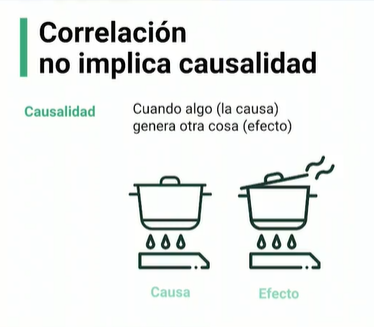 Correlación
no implica causalidad
Causalidad
Cuando algo (la causa)
genera otra cosa (efecto)
Causa
Efecto